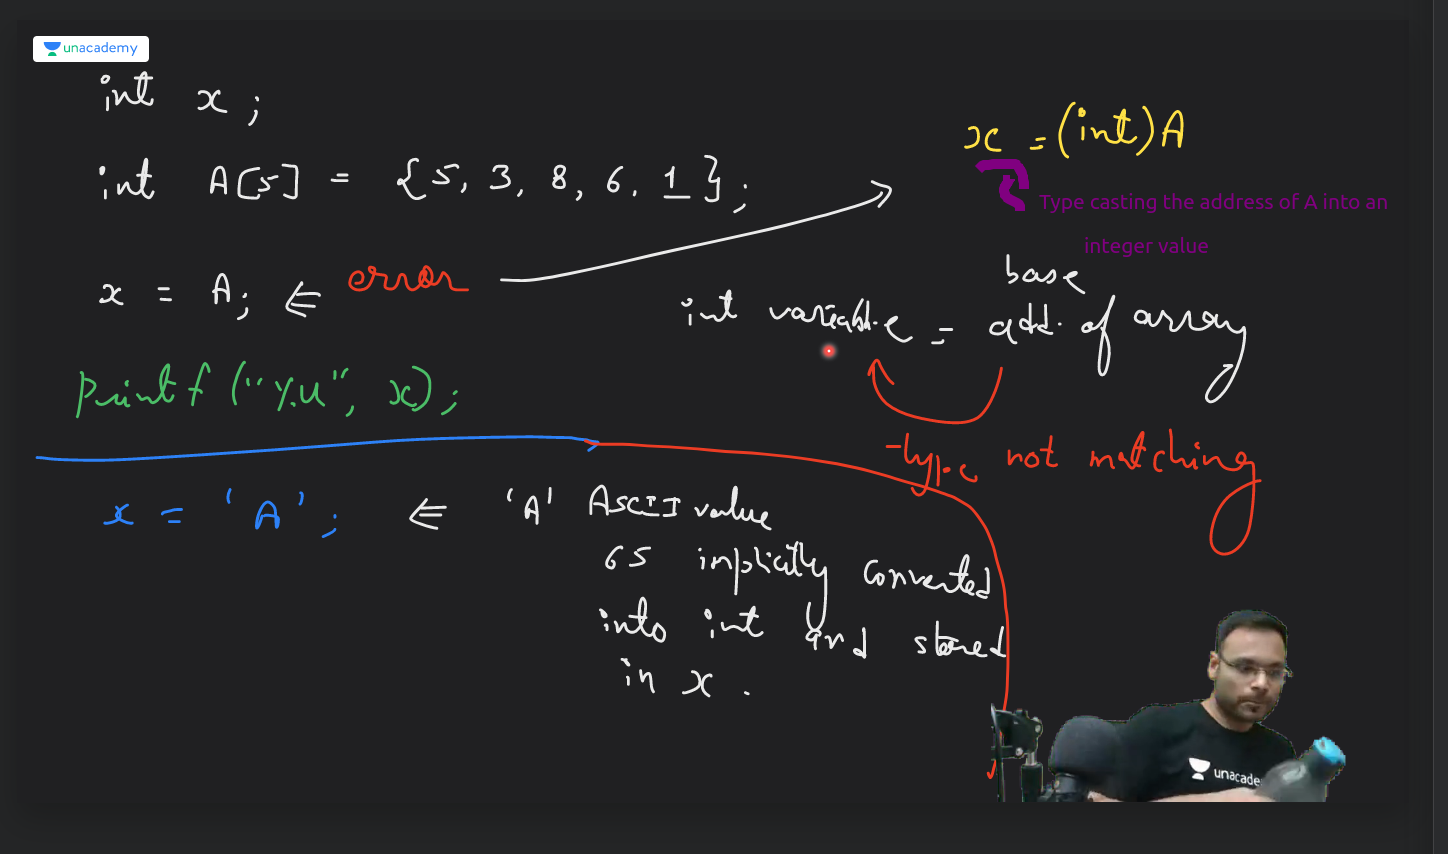 unacademy
int x ;
int A[5] = {5, 3, 8, 6, 1};
x = A; ⇐ error
printf ("%u", x);
x = (int) A
Type casting the address of A into an
integer value
int variable = base add. of array
type not matching
x = 'A'; ⇐ 'A' ASCII value
65 implicitly converted
into int and stored
in x .
unacade